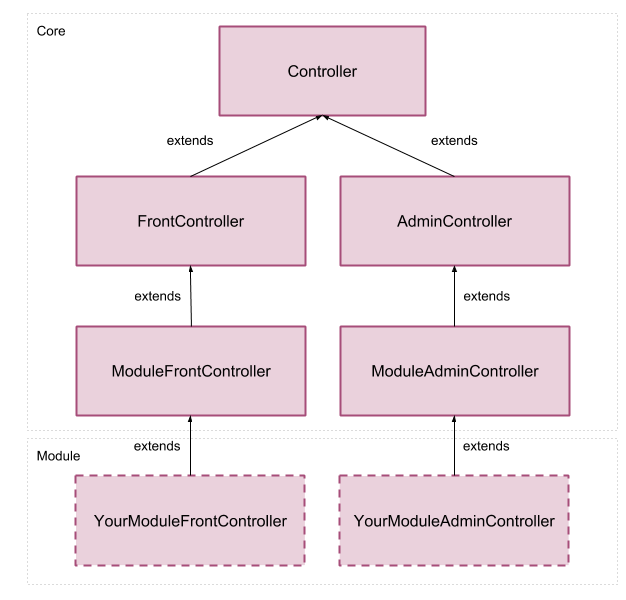 Core
Controller
extends
extends
FrontController
AdminController
extends
extends
ModuleFrontController
ModuleAdminController
extends
extends
Module
YourModuleFrontController
YourModuleAdminController